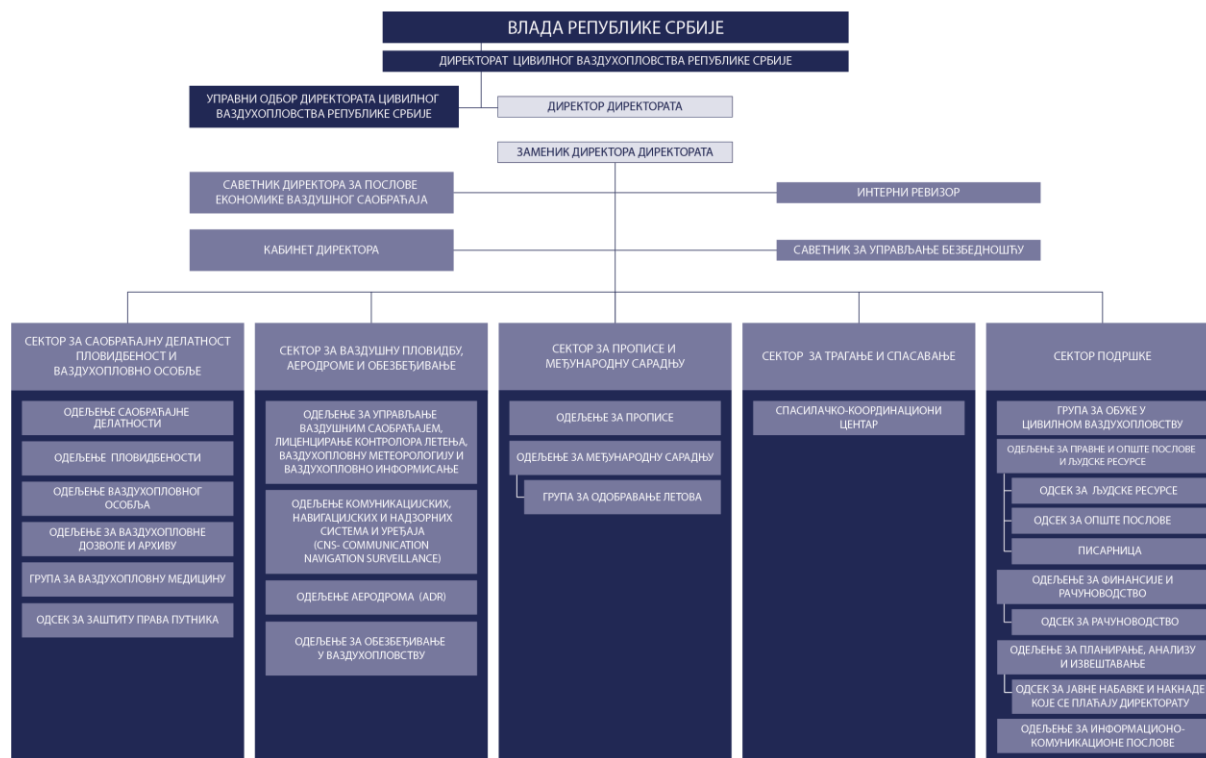 ВЛАДА РЕПУБЛИКЕ СРБИЈЕ
ДИРЕКТОРАТ ЦИВИЛНОГ ВАЗДУХОПЛОВСТВА РЕПУБЛИКЕ СРБИЈЕ
УПРАВНИ ОДБОР ДИРЕКТОРАТА ЦИВИЛНОГ
ВАЗДУХОПЛОВСТВА РЕПУБЛИКЕ СРБИЈЕ
ДИРЕКТОР ДИРЕКТОРАТА
ЗАМЕНИК ДИРЕКТОРА ДИРЕКТОРАТА
САВЕТНИК ДИРЕКТОРА ЗА ПОСЛОВЕ
ЕКОНОМИКЕ ВАЗДУШНОГ САОБРАЋАЈА
ИНТЕРНИ РЕВИЗОР
КАБИНЕТ ДИРЕКТОРА
САВЕТНИК ЗА УПРАВЉАЊЕ БЕЗБЕДНОШЋУ
СЕКТОР ЗА САОБРАЋАЈНУ ДЕЛАТНОСТ
ПЛОВИДБЕНОСТ И
ВАЗДУХОПЛОВНО ОСОБЉЕ
ОДЕЉЕЊЕ САОБРАЋАЈНЕ
ДЕЛАТНОСТИ
ОДЕЉЕЊЕ ПЛОВИДБЕНОСТИ
ОДЕЉЕЊЕ ВАЗДУХОПЛОВНОГ
ОСОБЉА
ОДЕЉЕЊЕ ЗА ВАЗДУХОПЛОВНЕ
ДОЗВОЛЕ И АРХИВУ
ГРУПА ЗА ВАЗДУХОПЛОВНУ МЕДИЦИНУ
ОДСЕК ЗА ЗАШТИТУ ПРАВА ПУТНИКА
СЕКТОР ЗА ВАЗДУШНУ ПЛОВИДБУ,
АЕРОДРОМЕ И ОБЕЗБЕЂИВАЊЕ
ОДЕЉЕЊЕ ЗА УПРАВЉАЊЕ
ВАЗДУШНИМ САОБРАЋАЈЕМ,
ЛИЦЕНЦИРАЊЕ КОНТРОЛОРА ЛЕТЕЊА,
ВАЗДУХОПЛОВНУ МЕТЕОРОЛОГИЈУ И
ВАЗДУХОПЛОВНО ИНФОРМИСАЊЕ
ОДЕЉЕЊЕ КОМУНИКАЦИЈСКИХ,
НАВИГАЦИЈСКИХ И НАДЗОРНИХ
СИСТЕМА И УРЕЂАЈА
(CNS- COMMUNICATION
NAVIGATION SURVEILLANCE)
ОДЕЉЕЊЕ АЕРОДРОМА (ADR)
ОДЕЉЕЊЕ ЗА ОБЕЗБЕЂИВАЊЕ
У ВАЗДУХОПЛОВСТВУ
СЕКТОР ЗА ПРОПИСЕ И
МЕЂУНАРОДНУ САРАДЊУ
ОДЕЉЕЊЕ ЗА ПРОПИСЕ
ОДЕЉЕЊЕ ЗА МЕЂУНАРОДНУ САРАДЊУ
ГРУПА ЗА ОДОБРАВАЊЕ ЛЕТОВА
СЕКТОР ЗА ТРАГАЊЕ И СПАСАВАЊЕ
СПАСИЛАЧКО-КООРДИНАЦИОНИ
ЦЕНТАР
СЕКТОР ПОДРШКЕ
ГРУПА ЗА ОБУКЕ У
ЦИВИЛНОМ ВАЗДУХОПЛОВСТВУ
ОДЕЉЕЊЕ ЗА ПРАВНЕ И ОПШТЕ ПОСЛОВЕ
И ЉУДСКЕ РЕСУРСЕ
ОДСЕК ЗА ЉУДСКЕ РЕСУРСЕ
ОДСЕК ЗА ОПШТЕ ПОСЛОВЕ
ПИСАРНИЦА
ОДЕЉЕЊЕ ЗА ФИНАНСИЈЕ И
РАЧУНОВОДСТВО
ОДСЕК ЗА РАЧУНОВОДСТВО
ОДЕЉЕЊЕ ЗА ПЛАНИРАЊЕ, АНАЛИЗУ
И ИЗВЕШТАВАЊЕ
ОДСЕК ЗА ЈАВНЕ НАБАВКЕ И НАКНАДЕ
КОЈЕ СЕ ПЛАЋАЈУ ДИРЕКТОРАТУ
ОДЕЉЕЊЕ ЗА ИНФОРМАЦИОНО-
КОМУНИКАЦИОНЕ ПОСЛОВЕ